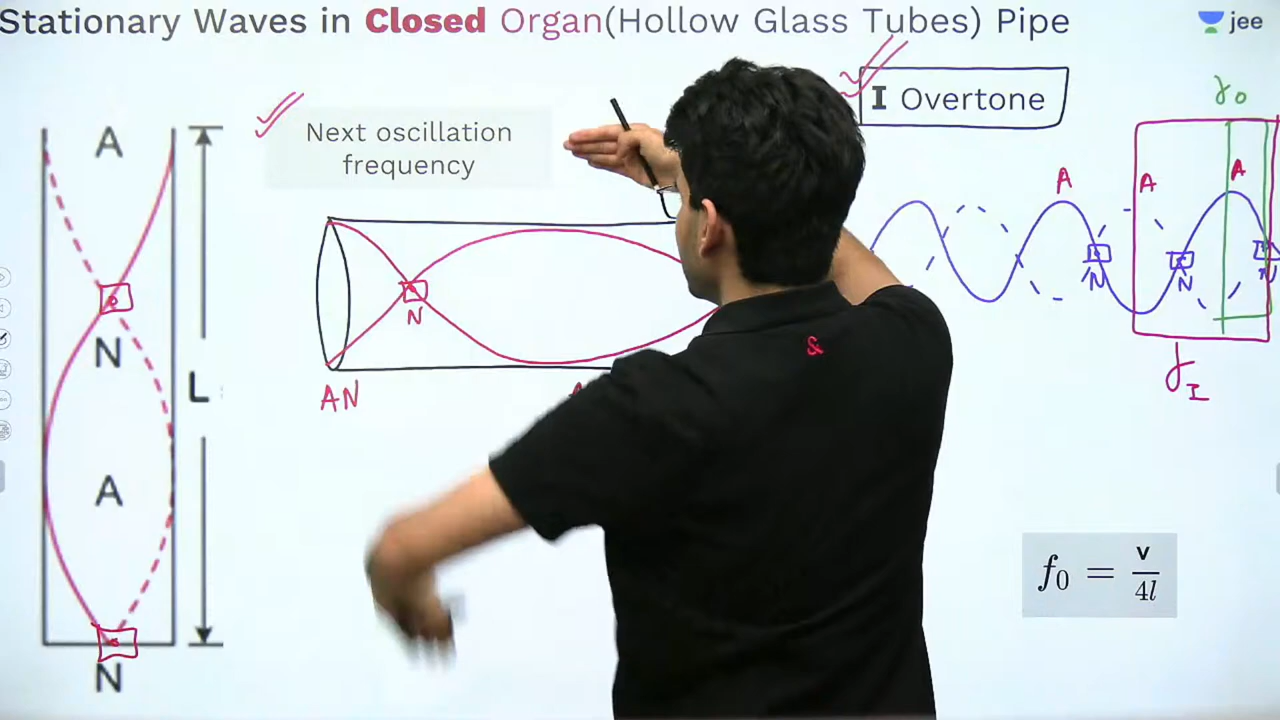 Stationary Waves in Closed Organ(Hollow Glass Tubes) Pipe
jee
I Overtone
Next oscillation
frequency
A
N
A
N
L
N
AN
A
A
A
N
N
N
f₀ = v/4l